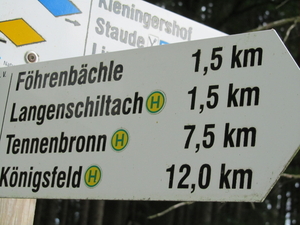 Kieningershof
Staude
Föhrenbächle 1,5 km
Langenschiltach H 1,5 km
Tennenbronn H 7,5 km
Königsfeld H 12,0 km